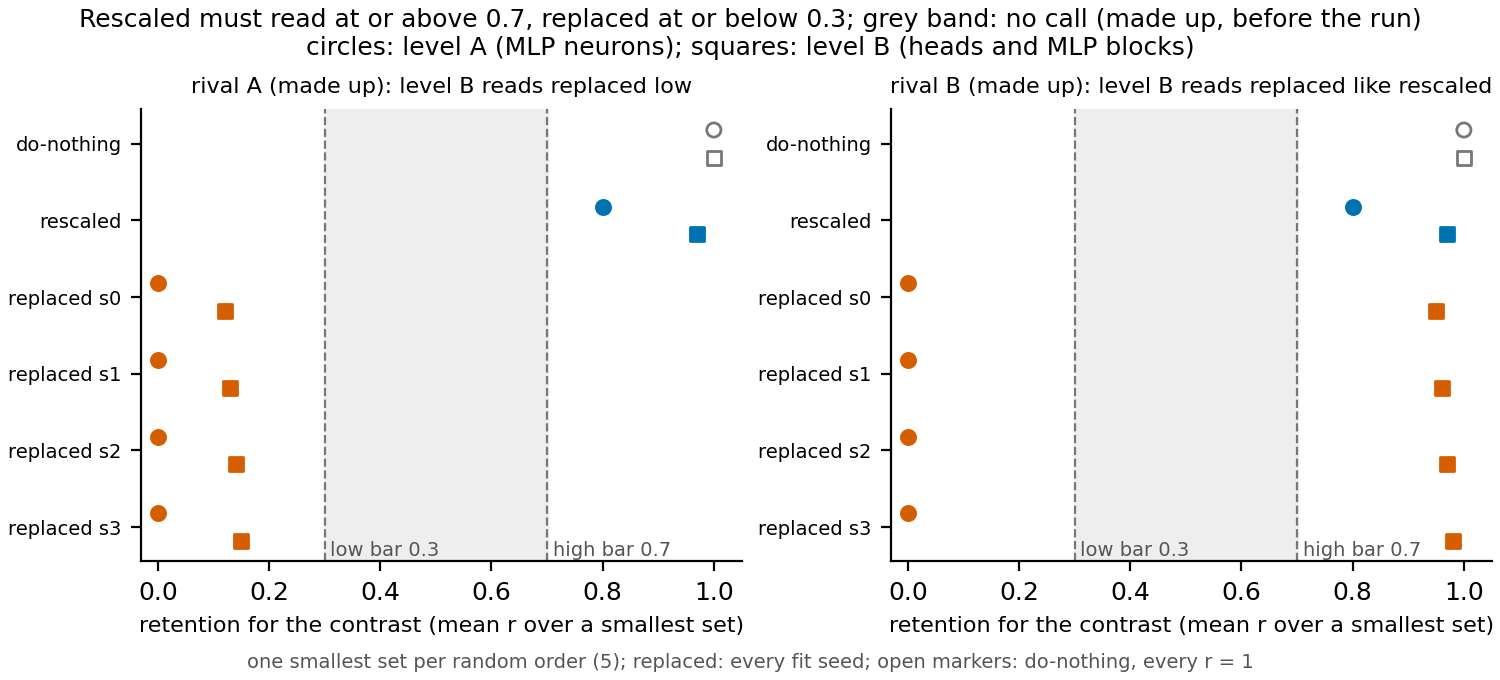 Rescaled must read at or above 0.7, replaced at or below 0.3; grey band: no call (made up, before the run)
circles: level A (MLP neurons); squares: level B (heads and MLP blocks)
rival A (made up): level B reads replaced low
do-nothing
rescaled
replaced s0
replaced s1
replaced s2
replaced s3
low bar 0.3
high bar 0.7
0.0 0.2 0.4 0.6 0.8 1.0
retention for the contrast (mean r over a smallest set)
rival B (made up): level B reads replaced like rescaled
do-nothing
rescaled
replaced s0
replaced s1
replaced s2
replaced s3
low bar 0.3
high bar 0.7
0.0 0.2 0.4 0.6 0.8 1.0
retention for the contrast (mean r over a smallest set)
one smallest set per random order (5); replaced: every fit seed; open markers: do-nothing, every r = 1